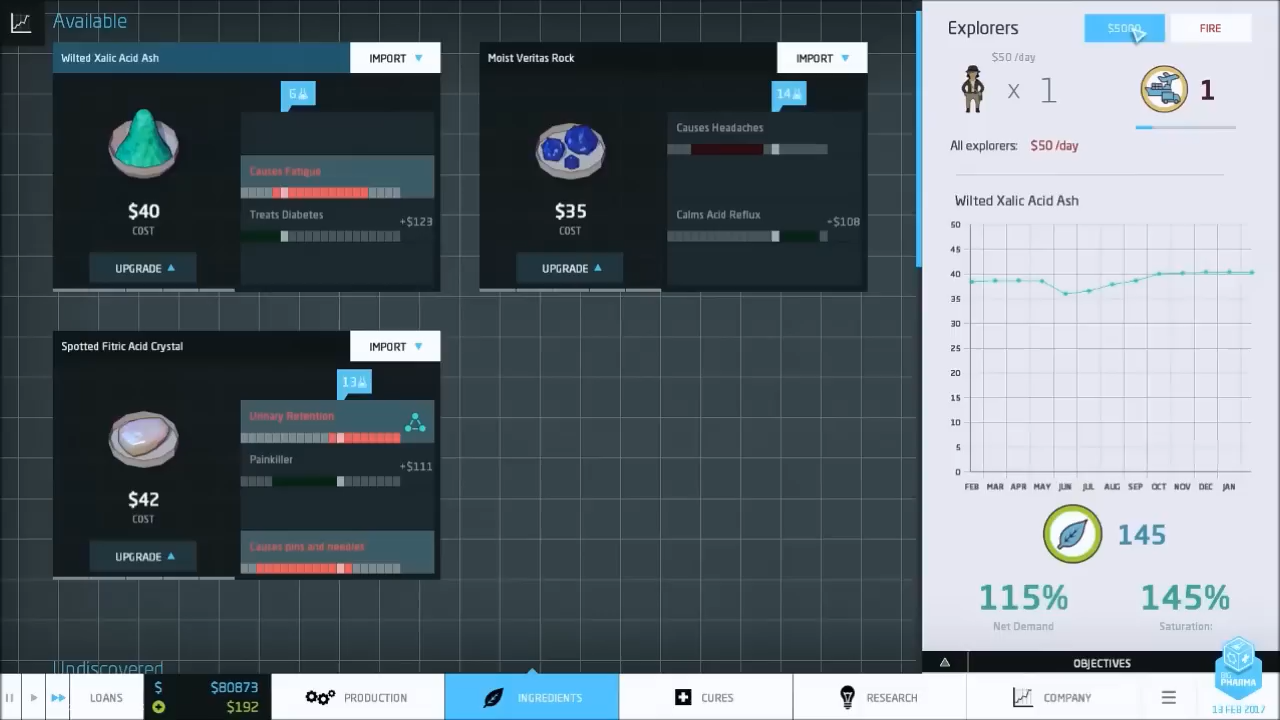 Available
Wilted Xalic Acid Ash
IMPORT
6
Causes Fatigue
Treats Diabetes
+$123
$40
COST
UPGRADE
Moist Veritas Rock
IMPORT
14
Causes Headaches
Calms Acid Reflux
+$108
$35
COST
UPGRADE
Spotted Fitric Acid Crystal
IMPORT
13
Urinary Retention
Painkiller
+$111
Causes pins and needles
$42
COST
UPGRADE
Undiscovered
Explorers
$5000
FIRE
$50 /day
X 1
1
All explorers: $50 /day
Wilted Xalic Acid Ash
50
45
40
35
30
25
20
15
10
5
0
FEB MAR APR MAY JUN JUL AUG SEP OCT NOV DEC JAN
145
115%
Net Demand
145%
Saturation:
OBJECTIVES
LOANS
$ $80873
$192
PRODUCTION
INGREDIENTS
CURES
RESEARCH
COMPANY
BIG PHARMA
13 FEB 2017